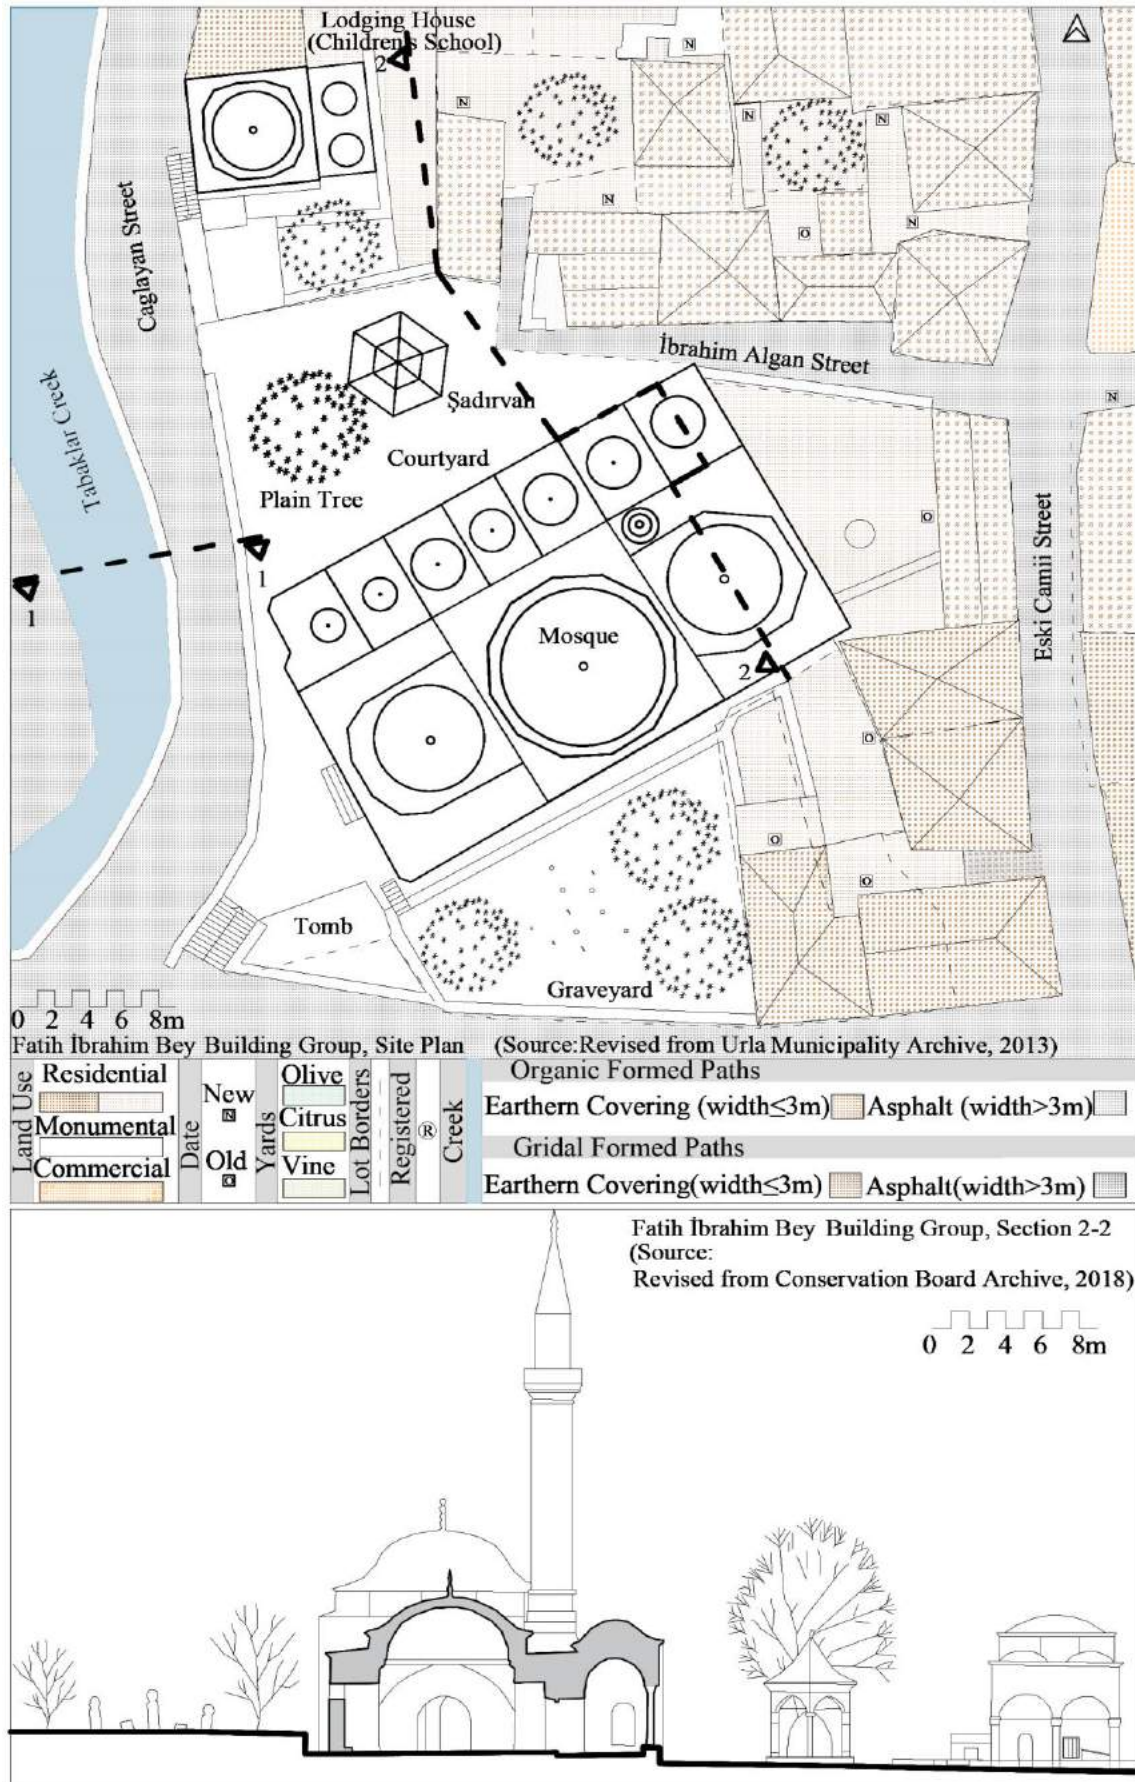 Lodging House
(Children's School)
2
N
N
N
N
N
N
O
Caglayan Street
Tabaklar Creek
İbrahim Algan Street
N
Şadırvan
Courtyard
Plain Tree
O
1
1
Eski Camii Street
Mosque
2
O
O
O
Tomb
Graveyard
0 2 4 6 8m
Fatih İbrahim Bey Building Group, Site Plan (Source:Revised from Urla Municipality Archive, 2013)
Land Use
Residential
Monumental
Commercial
Date
New
N
Old
O
Yards
Olive
Citrus
Vine
Lot Borders
Registered
®
Creek
Organic Formed Paths
Earthern Covering (width≤3m) Asphalt (width>3m)
Gridal Formed Paths
Earthern Covering(width≤3m) Asphalt(width>3m)
Fatih İbrahim Bey Building Group, Section 2-2
(Source:
Revised from Conservation Board Archive, 2018)
0 2 4 6 8m